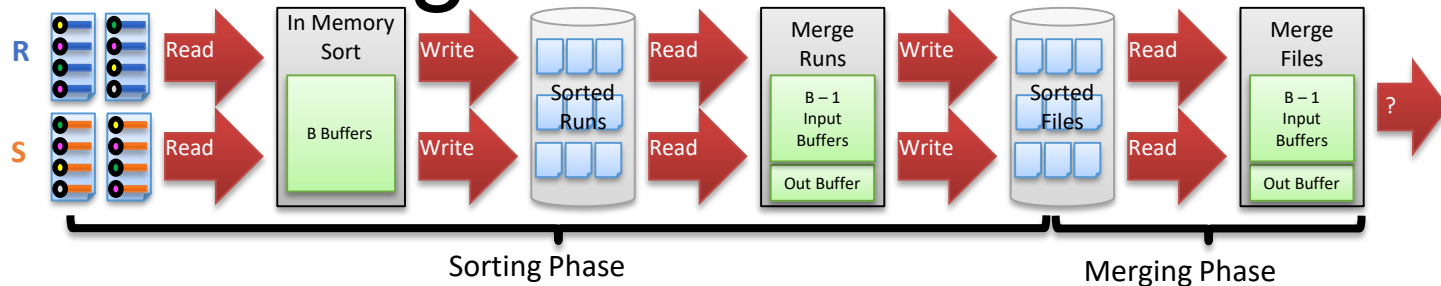 R
S
Read
Read
In Memory
Sort
B Buffers
Write
Write
Sorted
Runs
Read
Read
Merge
Runs
B – 1
Input
Buffers
Out Buffer
Write
Write
Sorted
Files
Read
Read
Merge
Files
B – 1
Input
Buffers
Out Buffer
?
Sorting Phase
Merging Phase